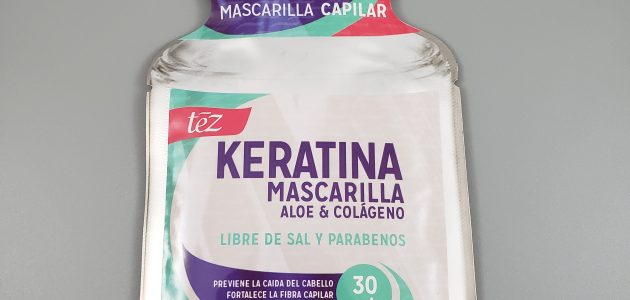 MASCARILLA CAPILAR
tēz
KERATINA
MASCARILLA
ALOE & COLÁGENO
LIBRE DE SAL Y PARABENOS
PREVIENE LA CAIDA DEL CABELLO
FORTALECE LA FIBRA CAPILAR
30